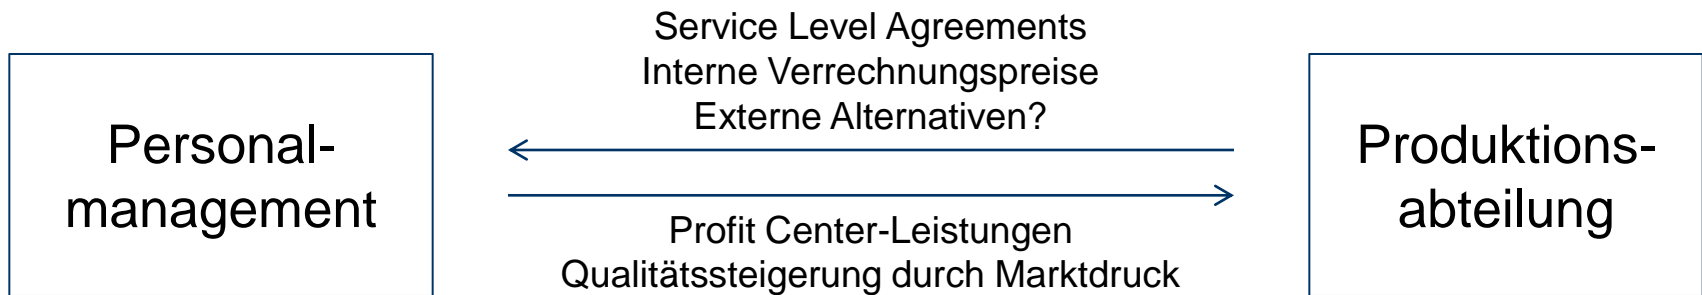 Personal-
management
Service Level Agreements
Interne Verrechnungspreise
Externe Alternativen?
Profit Center-Leistungen
Qualitätssteigerung durch Marktdruck
Produktions-
abteilung